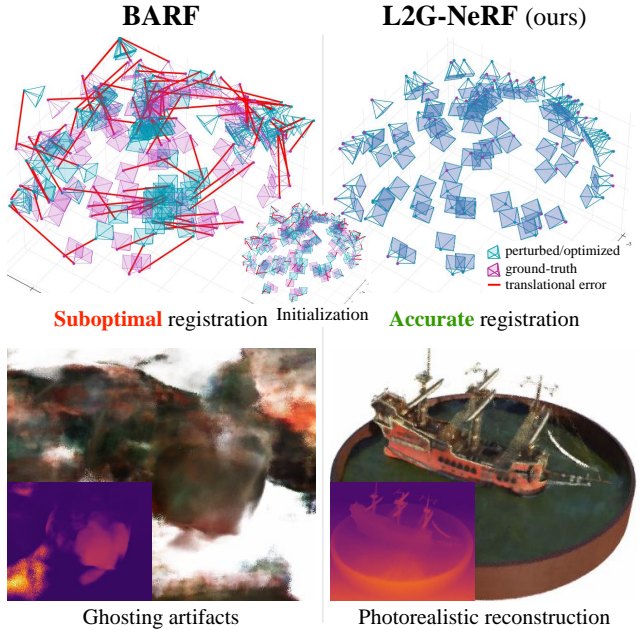 BARF
L2G-NeRF (ours)
perturbed/optimized
ground-truth
translational error
Initialization
Suboptimal registration
Accurate registration
Ghosting artifacts
Photorealistic reconstruction